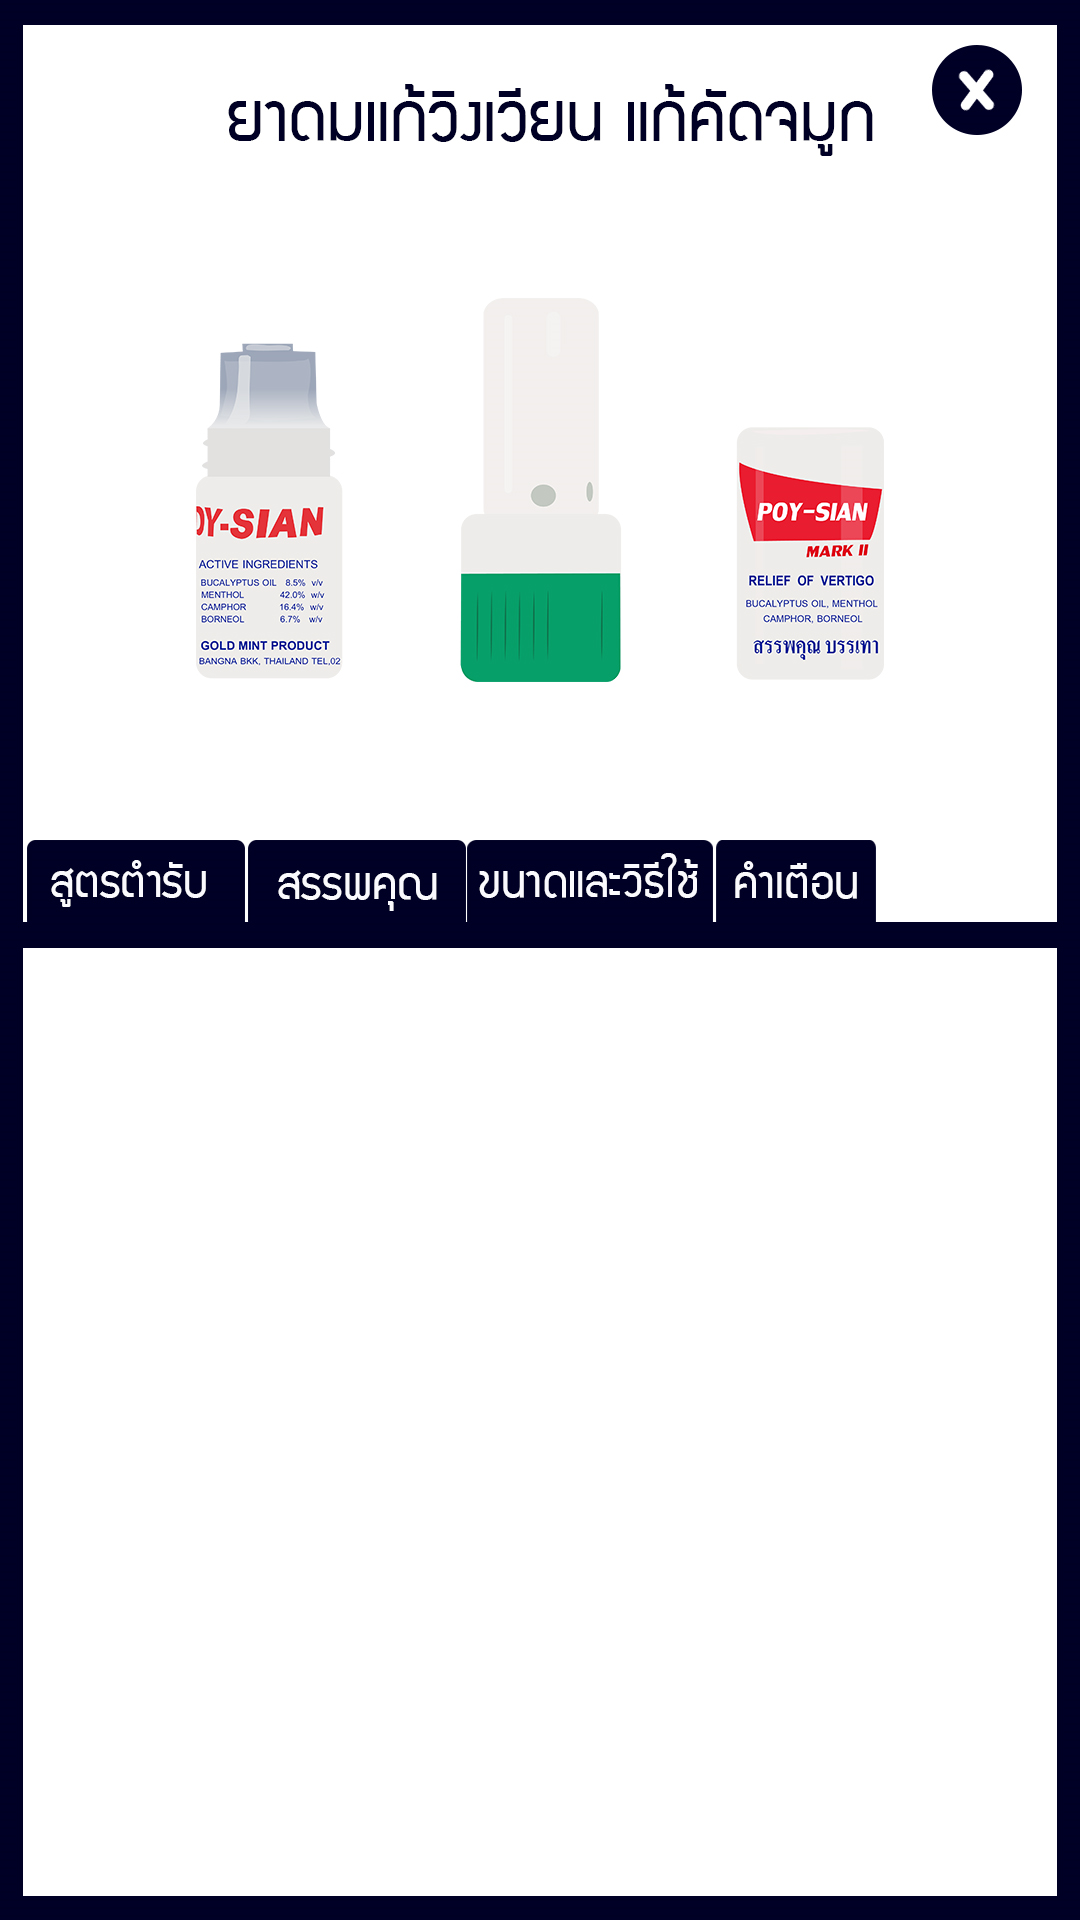 X
ยาดมแก้วิงเวียน แก้คัดจมูก
OY-SIAN
ACTIVE INGREDIENTS
BUCALYPTUS OIL 8.5% v/v
MENTHOL 42.0% w/v
CAMPHOR 16.4% w/v
BORNEOL 6.7% w/v
GOLD MINT PRODUCT
BANGNA BKK, THAILAND TEL,02
POY-SIAN
MARK II
RELIEF OF VERTIGO
BUCALYPTUS OIL, MENTHOL
CAMPHOR, BORNEOL
สรรพคุณ บรรเทา
สูตรตำรับ
สรรพคุณ
ขนาดและวิธีใช้
คำเตือน